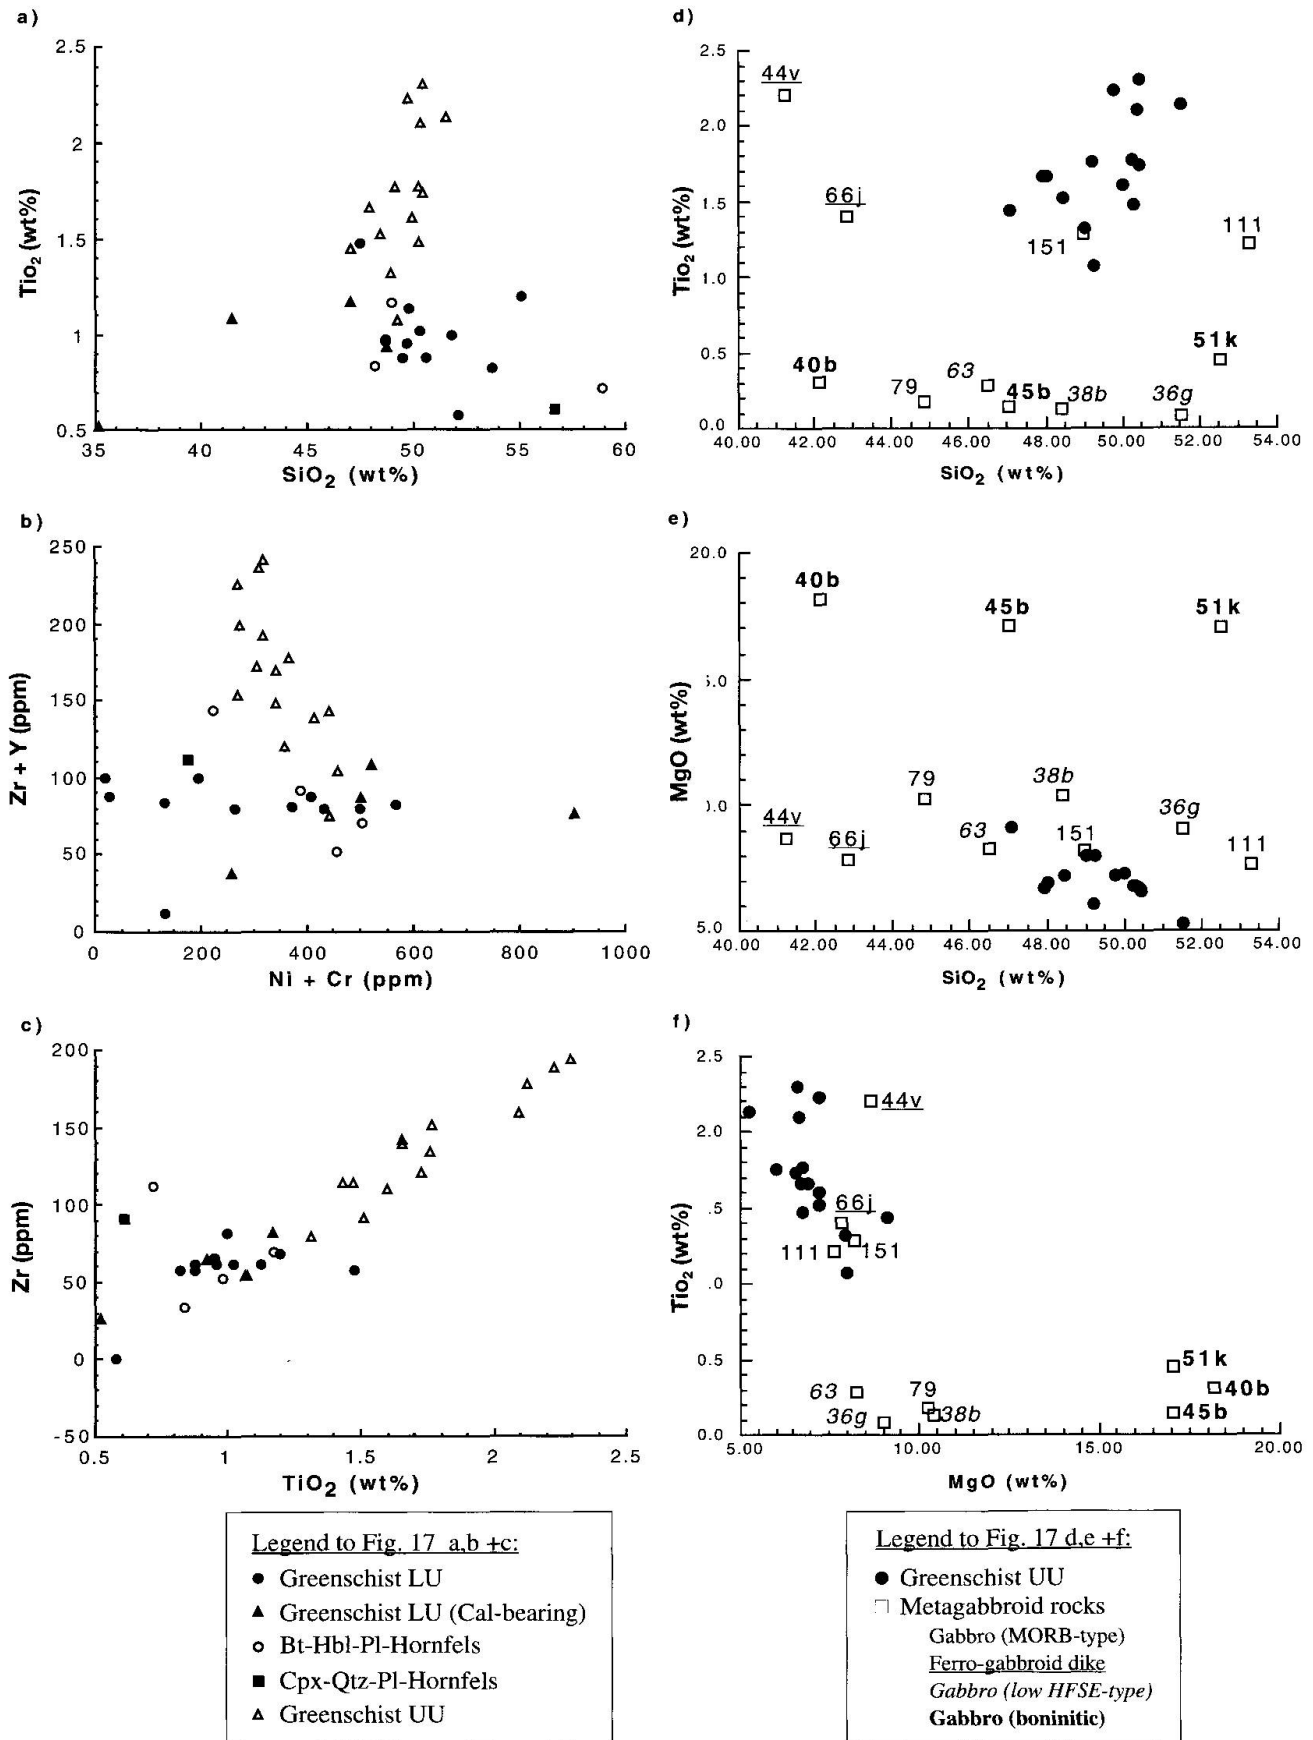 a)
2.5
2
1.5
1
0.5
35
40
45
50
55
60
Tio2 (wt%)
SiO2 (wt%)
b)
250
200
150
100
50
0
0
200
400
600
800
1000
Zr + Y (ppm)
Ni + Cr (ppm)
c)
200
150
100
50
0
-50
0.5
1
1.5
2
2.5
Zr (ppm)
TiO2 (wt%)
Legend to Fig. 17 a,b +c:
Greenschist LU
Greenschist LU (Cal-bearing)
Bt-Hbl-Pl-Hornfels
Cpx-Qtz-Pl-Hornfels
Greenschist UU
d)
2.5
2.0
1.5
1.0
0.5
0.0
40.00
42.00
44.00
46.00
48.00
50.00
52.00
54.00
44v
66j
151
111
51k
40b
79
63
45b
38b
36g
Tio2 (wt%)
SiO2 (wt%)
e)
20.0
5.0
0.0
5.0
40.00
42.00
44.00
46.00
48.00
50.00
52.00
54.00
40b
45b
51k
79
38b
36g
44v
66j
63
151
111
MgO (wt%)
SiO2 (wt%)
f)
2.5
2.0
.5
.0
0.5
0.0
5.00
10.00
15.00
20.00
44v
66j
111
151
51k
40b
45b
63
79
36g
38b
Tio2 (wt%)
MgO (wt%)
Legend to Fig. 17 d,e +f:
Greenschist UU
Metagabbroid rocks
Gabbro (MORB-type)
Ferro-gabbroid dike
Gabbro (low HFSE-type)
Gabbro (boninitic)